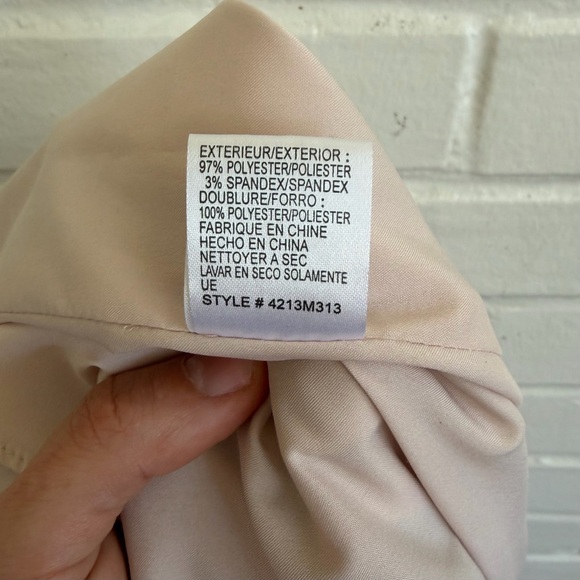 EXTERIEUR/EXTERIOR :
97% POLYESTER/POLIESTER
3% SPANDEX/SPANDEX
DOUBLURE/FORRO :
100% POLYESTER/POLIESTER
FABRIQUE EN CHINE
HECHO EN CHINA
NETTOYER A SEC
LAVAR EN SECO SOLAMENTE
UE
STYLE # 4213M313